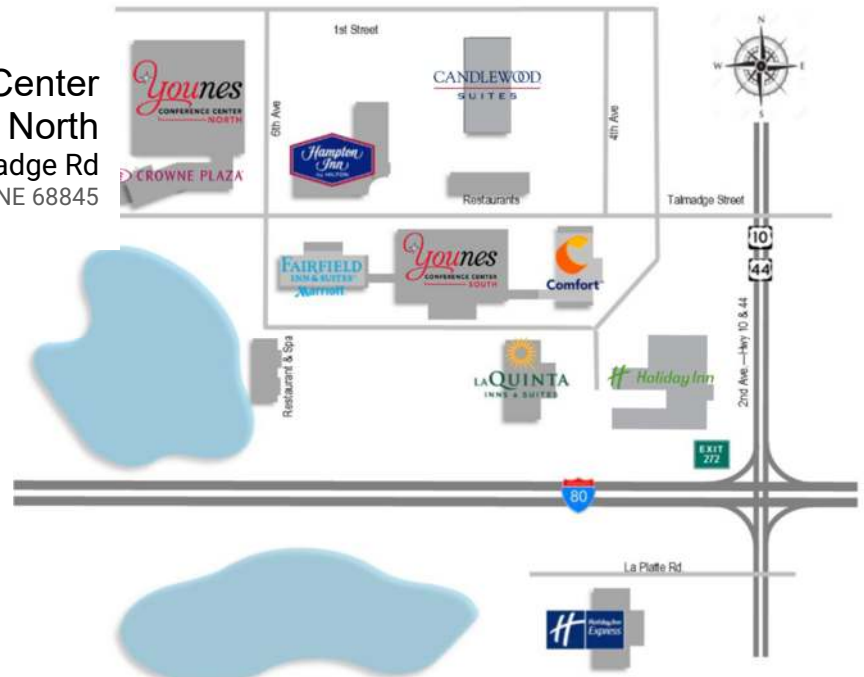 Center
North
adge Rd
NE 68845
1st Street
N
W
E
S
Younes
CONFERENCE CENTER
NORTH
6th Ave
CANDLEWOOD
SUITES
4th Ave
Hampton
Inn
by HILTON
CROWNE PLAZA
Restaurants
Talmadge Street
10
44
FAIRFIELD
INN & SUITES
Marriott
Younes
CONFERENCE CENTER
SOUTH
Comfort
2nd Ave.—Hwy 10 & 44
Restaurant & Spa
LAQUINTA
INNS & SUITES
Holiday Inn
EXIT
272
80
La Platte Rd
Holiday Inn
Express